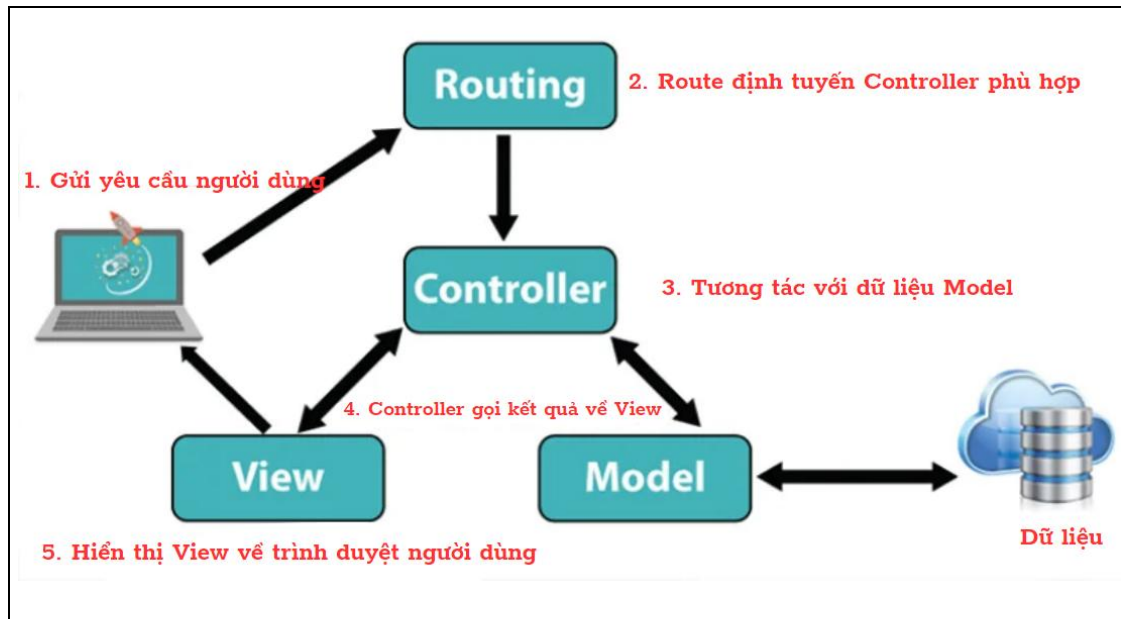 Routing
2. Route định tuyến Controller phù hợp
1. Gửi yêu cầu người dùng
Controller
3. Tương tác với dữ liệu Model
4. Controller gọi kết quả về View
View
Model
Dữ liệu
5. Hiển thị View về trình duyệt người dùng